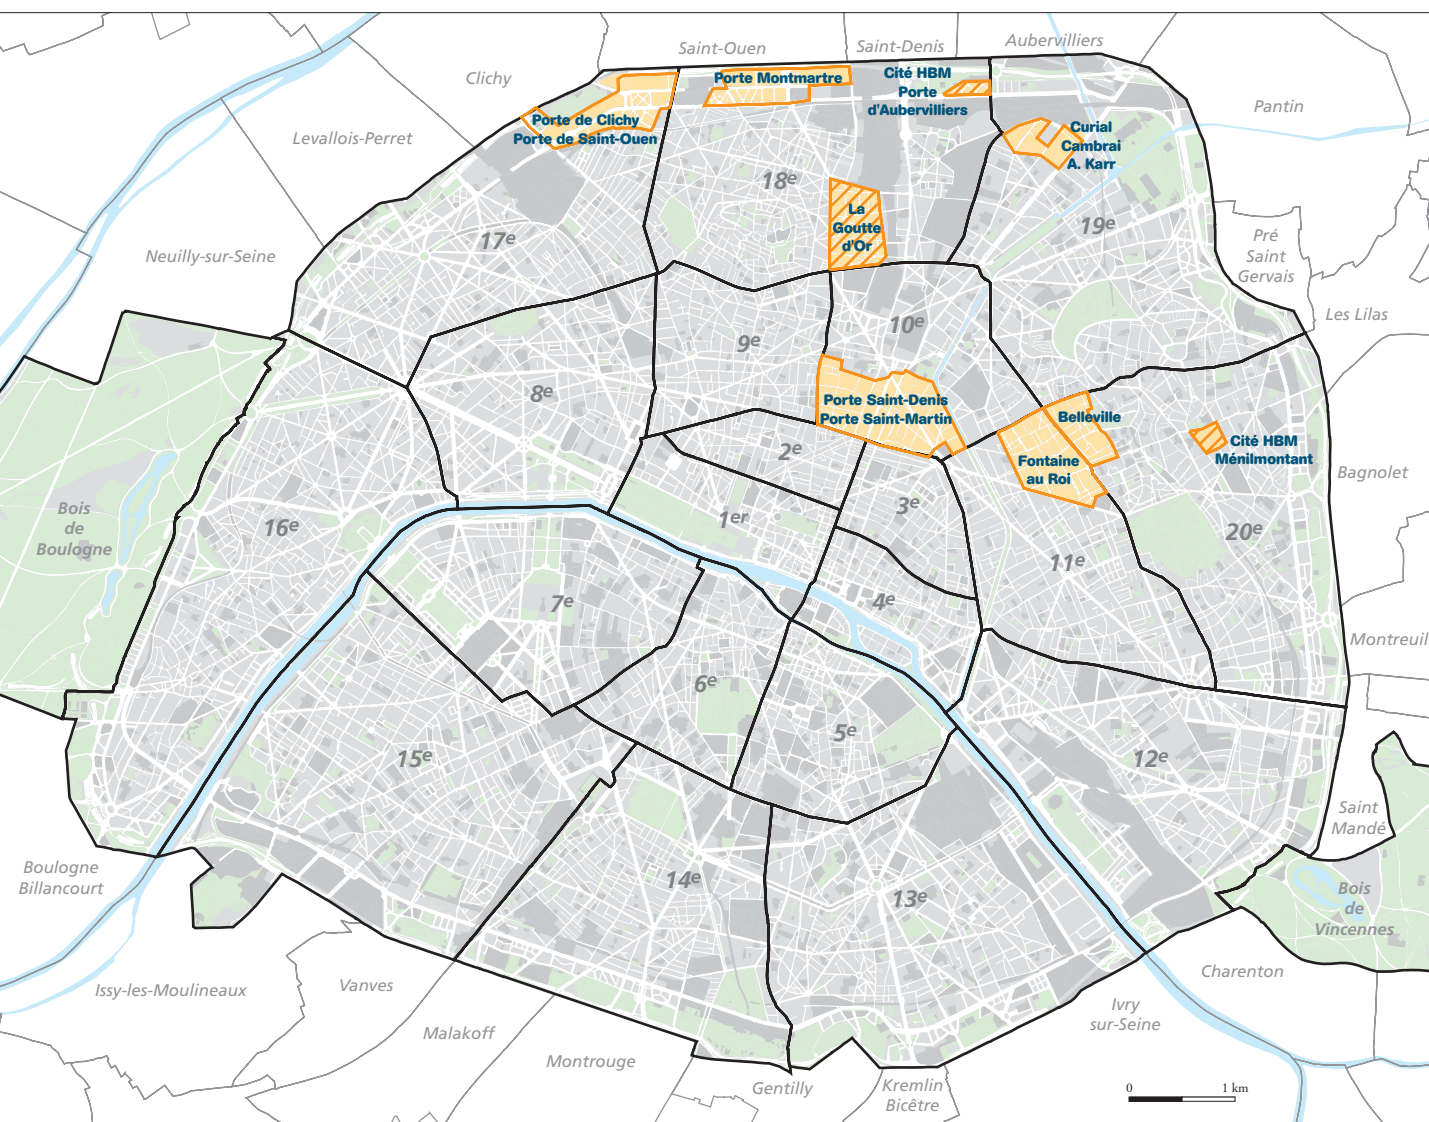 Saint-Ouen
Saint-Denis
Aubervilliers
Clichy
Pantin
Levallois-Perret
Neuilly-sur-Seine
Porte Montmartre
Cité HBM
Porte
d'Aubervilliers
Porte de Clichy
Porte de Saint-Ouen
Curial
Cambrai
A. Karr
18e
La
Goutte
d'Or
17e
19e
Pré
Saint
Gervais
Les Lilas
10e
9e
8e
Porte Saint-Denis
Porte Saint-Martin
Belleville
Cité HBM
Ménilmontant
Fontaine
au Roi
2e
Bagnolet
Bois
de
Boulogne
16e
1er
3e
20e
11e
7e
4e
Montreuil
6e
5e
15e
12e
Saint
Mandé
Boulogne
Billancourt
14e
13e
Bois
de
Vincennes
Charenton
Issy-les-Moulineaux
Vanves
Ivry
sur-Seine
Malakoff
Montrouge
Gentilly
Kremlin
Bicêtre
0 1 km